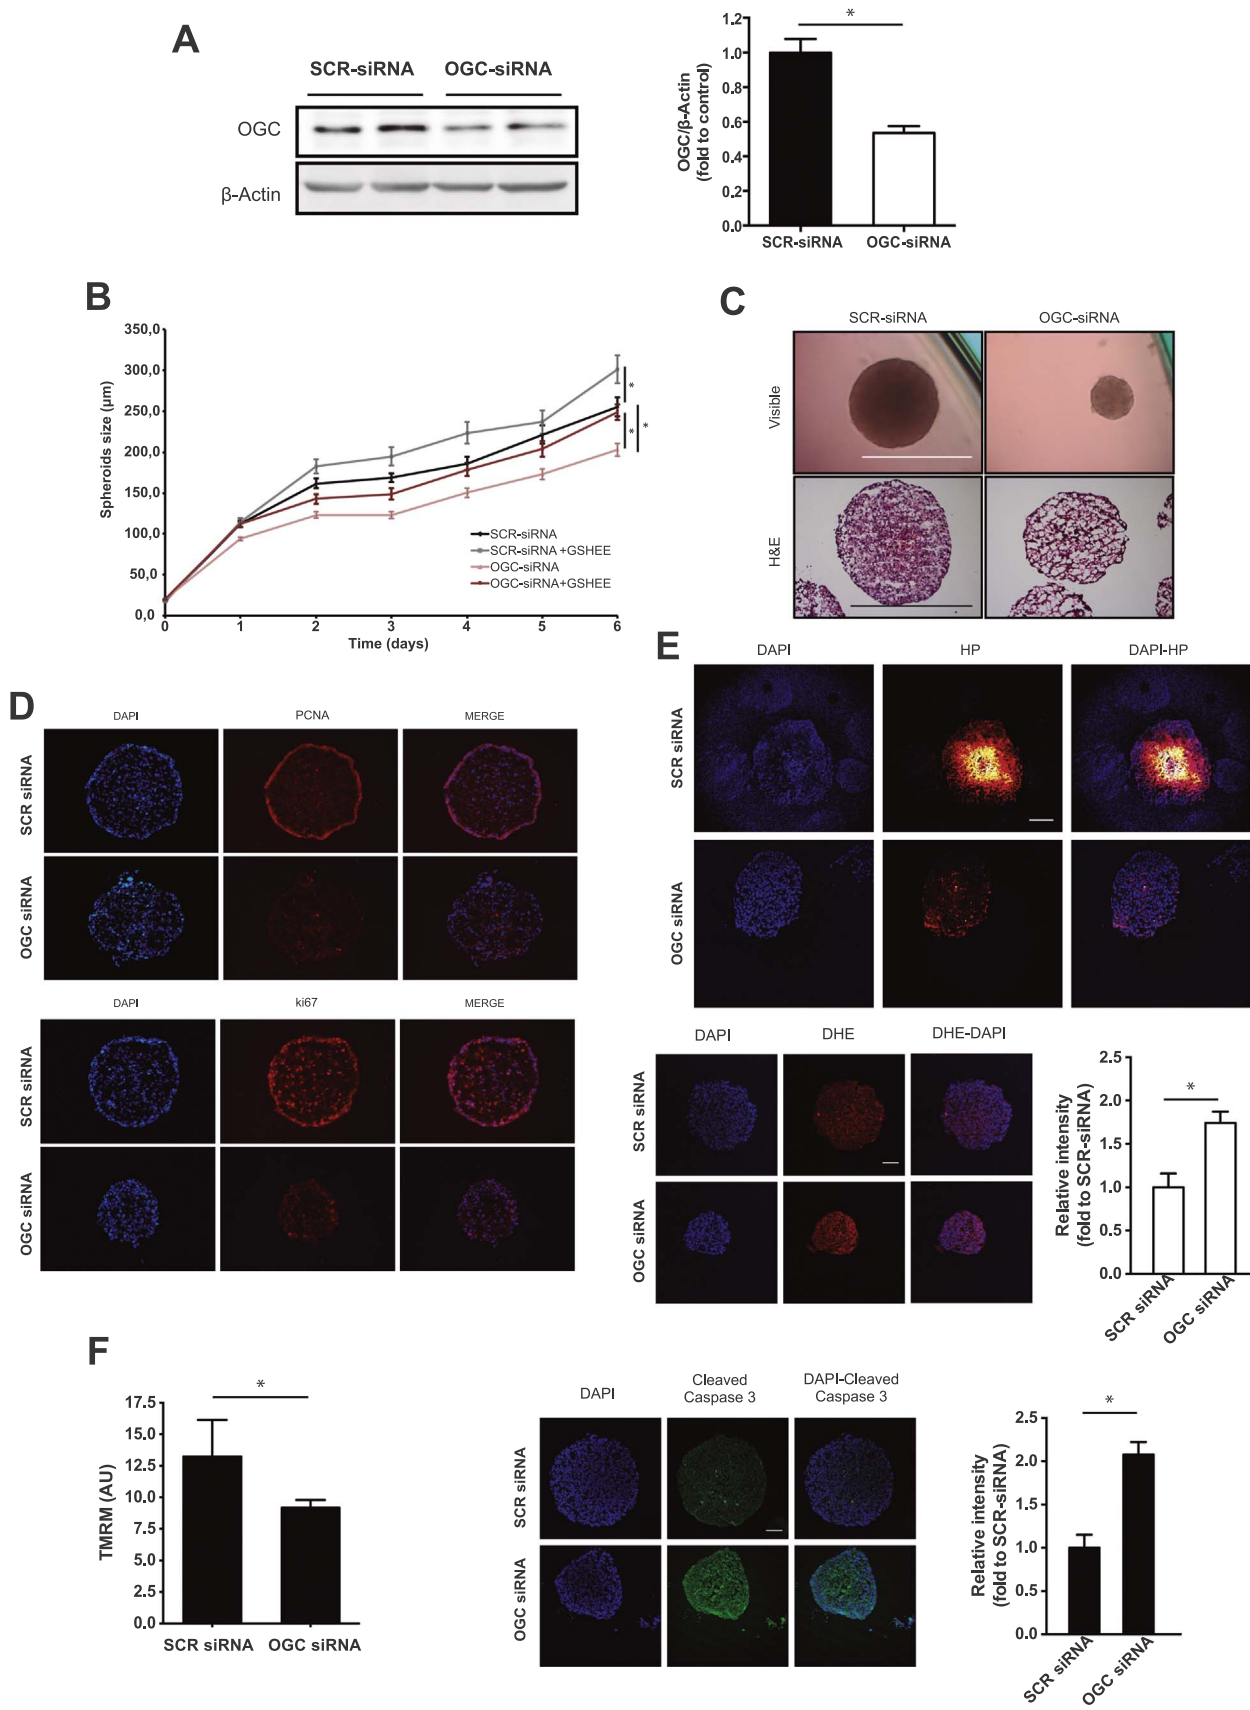 A
SCR-siRNA
OGC-siRNA
OGC
β-Actin
*
1.2
1.0
0.8
0.6
0.4
0.2
0.0
OGC/β-Actin
(fold to control)
SCR-siRNA
OGC-siRNA
B
350,0
300,0
250,0
200,0
150,0
100,0
50,0
0,0
Spheroids size (µm)
0
1
2
3
4
5
6
Time (days)
*
*
*
SCR-siRNA
SCR-siRNA +GSHEE
OGC-siRNA
OGC-siRNA+GSHEE
C
SCR-siRNA
OGC-siRNA
Visible
H&E
D
DAPI
PCNA
MERGE
SCR siRNA
OGC siRNA
DAPI
ki67
MERGE
SCR siRNA
OGC siRNA
E
DAPI
HP
DAPI-HP
SCR siRNA
OGC siRNA
DAPI
DHE
DHE-DAPI
SCR siRNA
OGC siRNA
2.5
2.0
1.5
1.0
0.5
0.0
Relative intensity
(fold to SCR-siRNA)
*
SCR siRNA
OGC siRNA
F
17.5
15.0
12.5
10.0
7.5
5.0
2.5
0.0
TMRM (AU)
*
SCR siRNA
OGC siRNA
DAPI
Cleaved
Caspase 3
DAPI-Cleaved
Caspase 3
SCR siRNA
OGC siRNA
2.5
2.0
1.5
1.0
0.5
0.0
Relative intensity
(fold to SCR-siRNA)
*
SCR siRNA
OGC siRNA